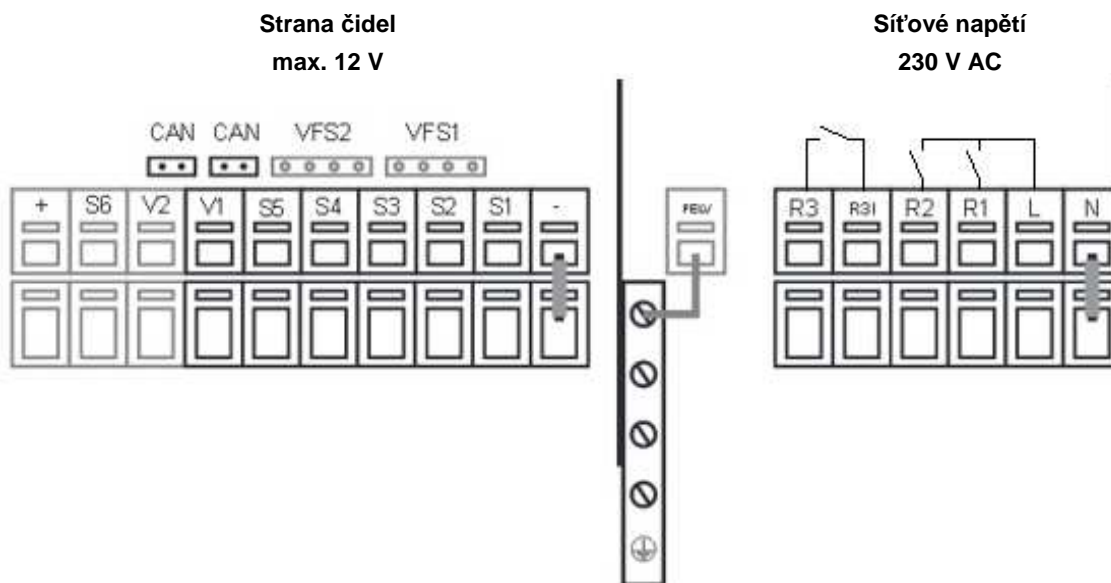 Strana čidel
max. 12 V
Síťové napětí
230 V AC
CAN CAN VFS2 VFS1
+ S6 V2 V1 S5 S4 S3 S2 S1 -
R3 R3I R2 R1 L N